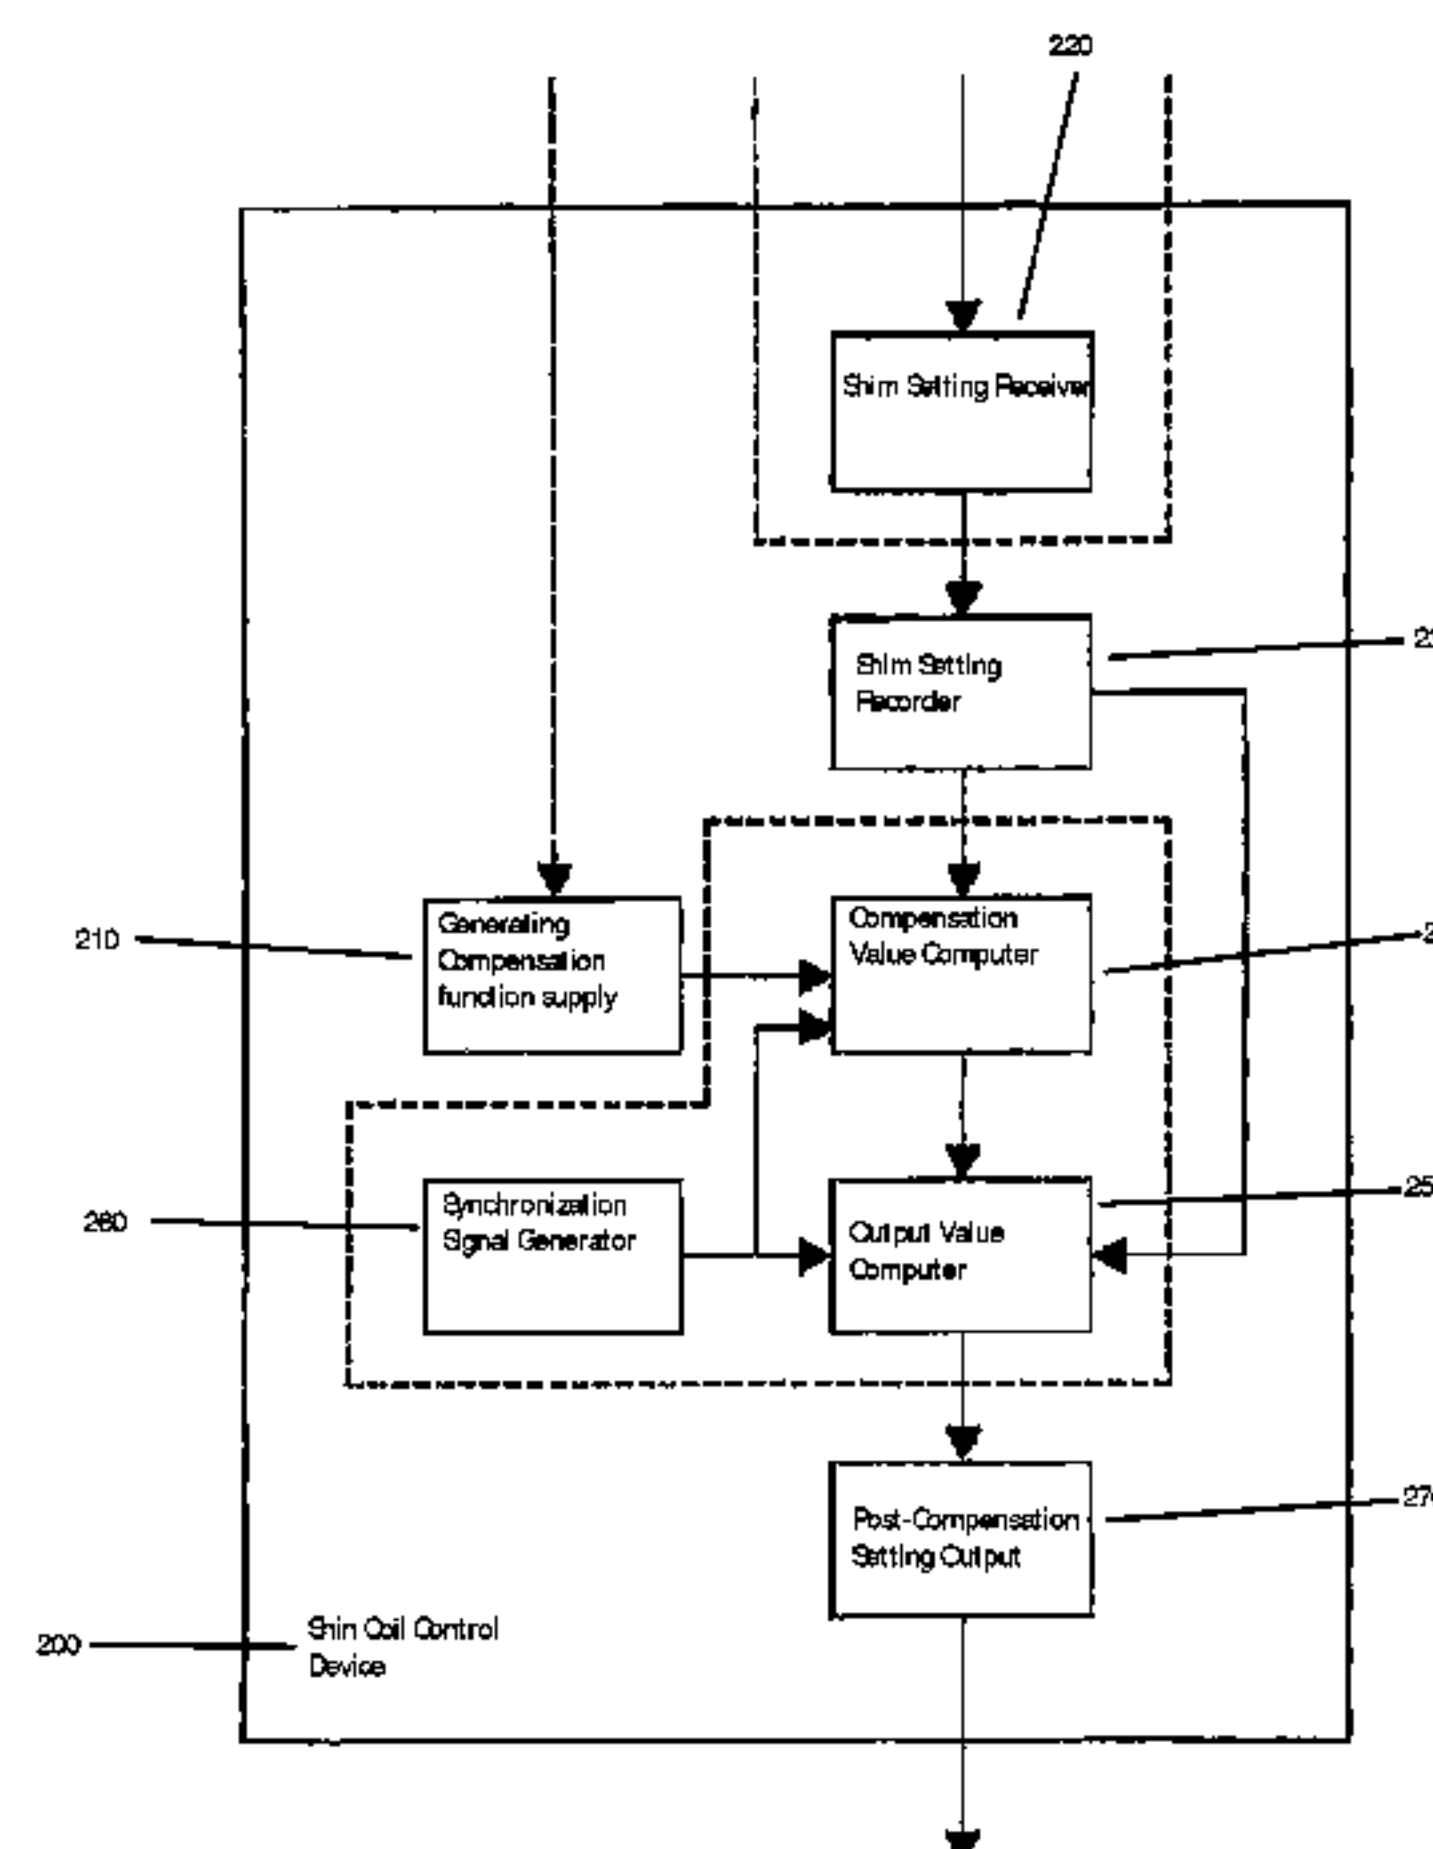 220
Shim Setting Receiver
Shim Setting
Recorder
Generating
Compensation
function supply
210
Compensation
Value Computer
Synchronization
Signal Generator
260
Output Value
Computer
Post-Compensation
Setting Output
Shin Coil Control
Device
200